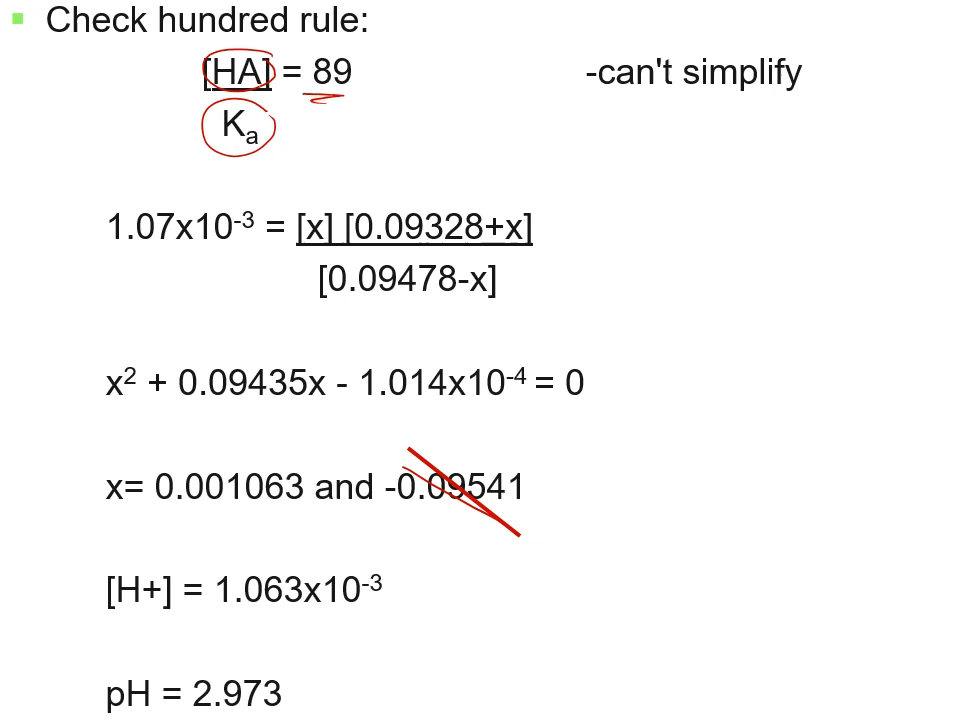 Check hundred rule:
[HA] = 89 -can't simplify
Ka
1.07x10-3 = [x] [0.09328+x]
[0.09478-x]
x2 + 0.09435x - 1.014x10-4 = 0
x= 0.001063 and -0.09541
[H+] = 1.063x10-3
pH = 2.973